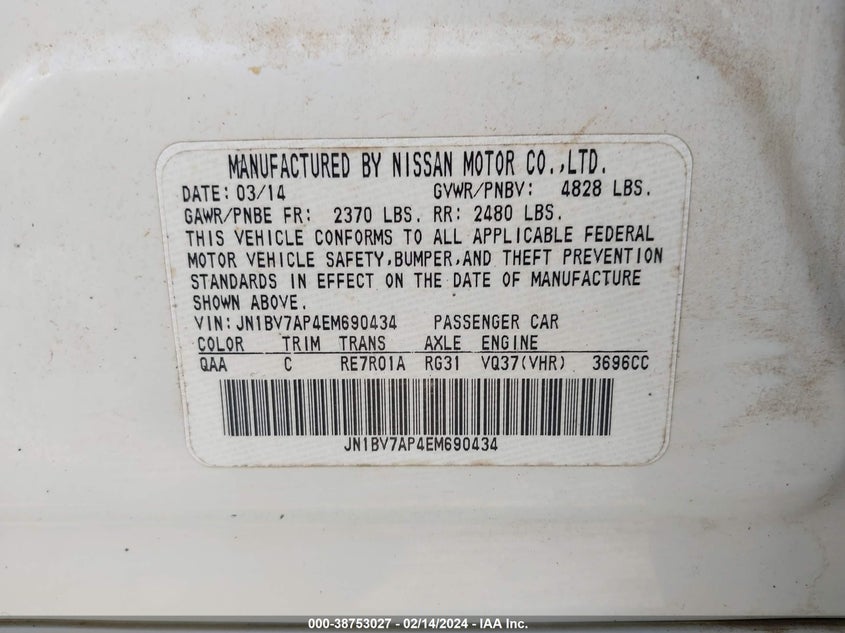 MANUFACTURED BY NISSAN MOTOR CO.,LTD.
DATE: 03/14 GVWR/PNBV: 4828 LBS.
GAWR/PNBE FR: 2370 LBS. RR: 2480 LBS.
THIS VEHICLE CONFORMS TO ALL APPLICABLE FEDERAL
MOTOR VEHICLE SAFETY,BUMPER,AND THEFT PREVENTION
STANDARDS IN EFFECT ON THE DATE OF MANUFACTURE
SHOWN ABOVE.
VIN:JN1BV7AP4EM690434 PASSENGER CAR
COLOR TRIM TRANS AXLE ENGINE
QAA C RE7R01A RG31 VQ37(VHR) 3696CC
JN1BV7AP4EM690434
000-38753027 - 02/14/2024 - IAA Inc.